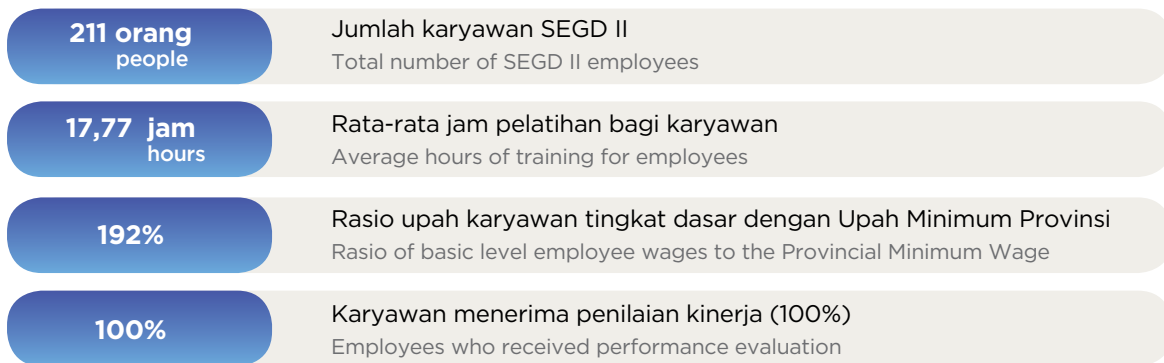 211 orang
people
Jumlah karyawan SEGD II
Total number of SEGD II employees
17,77 jam
hours
Rata-rata jam pelatihan bagi karyawan
Average hours of training for employees
192%
Rasio upah karyawan tingkat dasar dengan Upah Minimum Provinsi
Rasio of basic level employee wages to the Provincial Minimum Wage
100%
Karyawan menerima penilaian kinerja (100%)
Employees who received performance evaluation